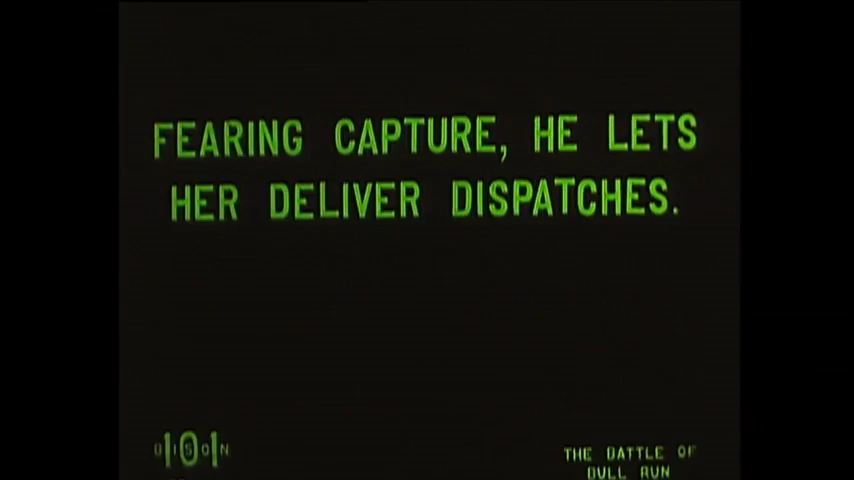 FEARING CAPTURE, HE LETS
HER DELIVER DISPATCHES.
101
BISON
THE BATTLE OF
BULL RUN